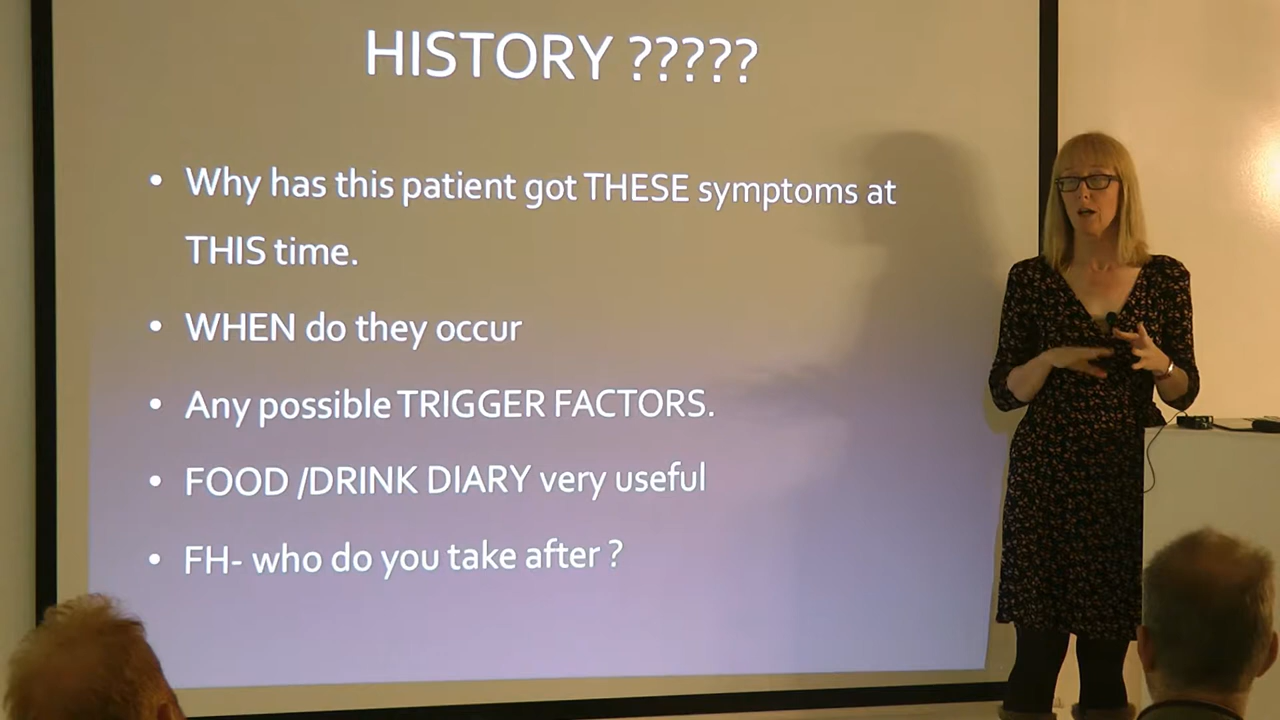 HISTORY ?????
• Why has this patient got THESE symptoms at
THIS time.
• WHEN do they occur
• Any possible TRIGGER FACTORS.
• FOOD /DRINK DIARY very useful
• FH- who do you take after ?